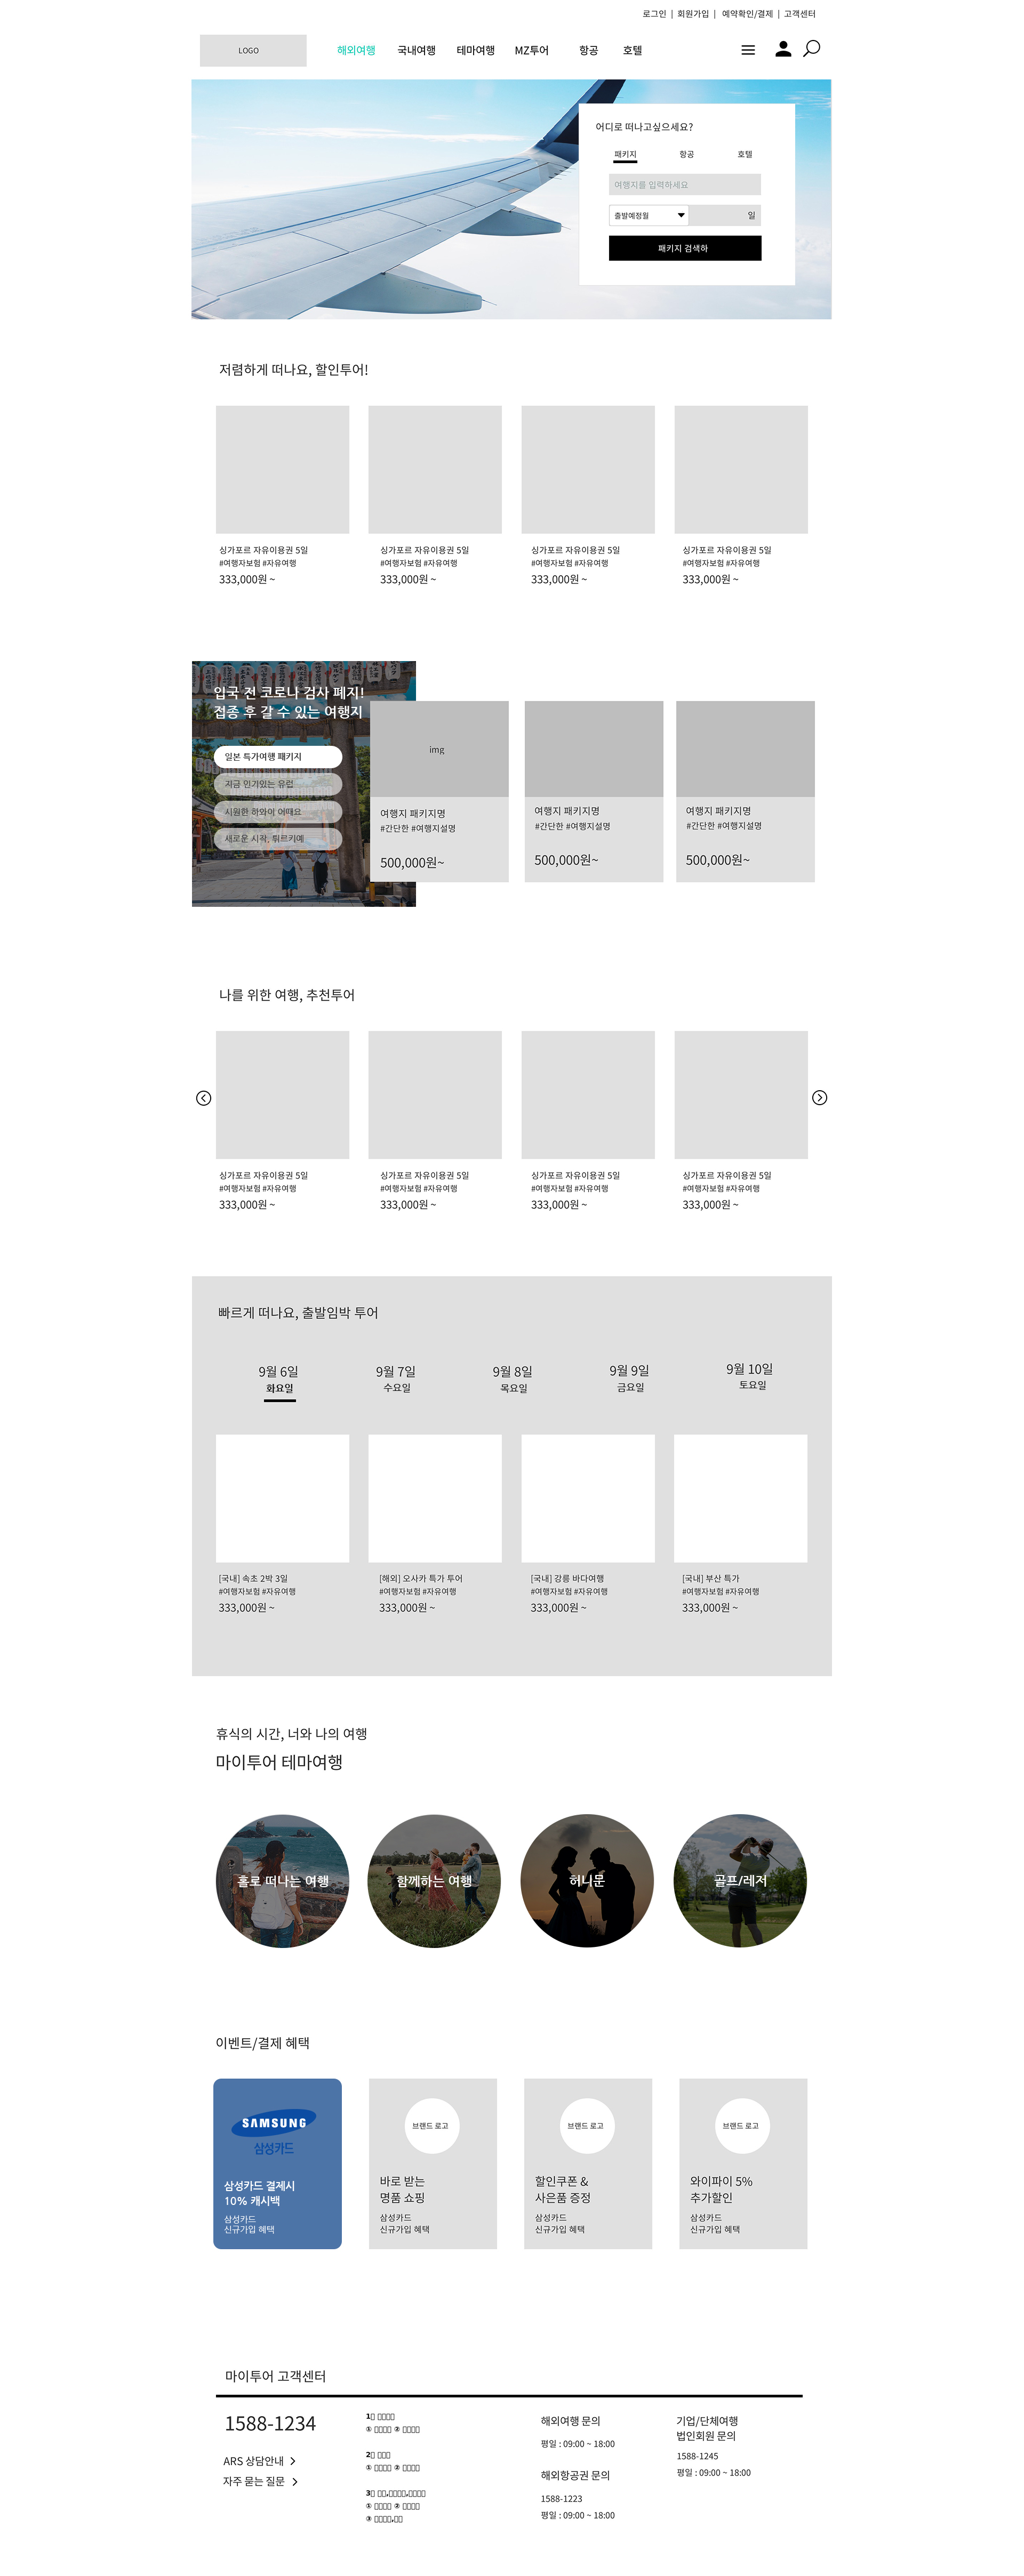 로그인 | 회원가입 | 예약확인/결제 | 고객센터
LOGO
해외여행 국내여행 테마여행 MZ투어 항공 호텔
어디로 떠나고싶으세요?
패키지 항공 호텔
여행지를 입력하세요
출발예정월 일
패키지 검색하
저렴하게 떠나요, 할인투어!
싱가포르 자유이용권 5일
#여행자보험 #자유여행
333,000원 ~
싱가포르 자유이용권 5일
#여행자보험 #자유여행
333,000원 ~
싱가포르 자유이용권 5일
#여행자보험 #자유여행
333,000원 ~
싱가포르 자유이용권 5일
#여행자보험 #자유여행
333,000원 ~
입국 전 코로나 검사 폐지!
접종 후 갈 수 있는 여행지
일본 특가여행 패키지
지금 인기있는 유럽
시원한 하와이 어때요
새로운 시작, 튀르키예
img
여행지 패키지명
#간단한 #여행지설명
500,000원~
여행지 패키지명
#간단한 #여행지설명
500,000원~
여행지 패키지명
#간단한 #여행지설명
500,000원~
나를 위한 여행, 추천투어
싱가포르 자유이용권 5일
#여행자보험 #자유여행
333,000원 ~
싱가포르 자유이용권 5일
#여행자보험 #자유여행
333,000원 ~
싱가포르 자유이용권 5일
#여행자보험 #자유여행
333,000원 ~
싱가포르 자유이용권 5일
#여행자보험 #자유여행
333,000원 ~
빠르게 떠나요, 출발임박 투어
9월 6일
화요일
9월 7일
수요일
9월 8일
목요일
9월 9일
금요일
9월 10일
토요일
[국내] 속초 2박 3일
#여행자보험 #자유여행
333,000원 ~
[해외] 오사카 특가 투어
#여행자보험 #자유여행
333,000원 ~
[국내] 강릉 바다여행
#여행자보험 #자유여행
333,000원 ~
[국내] 부산 특가
#여행자보험 #자유여행
333,000원 ~
휴식의 시간, 너와 나의 여행
마이투어 테마여행
홀로 떠나는 여행
함께하는 여행
허니문
골프/레저
이벤트/결제 혜택
SAMSUNG
삼성카드
삼성카드 결제시
10% 캐시백
삼성카드
신규가입 혜택
브랜드 로고
바로 받는
명품 쇼핑
삼성카드
신규가입 혜택
브랜드 로고
할인쿠폰 &
사은품 증정
삼성카드
신규가입 혜택
브랜드 로고
와이파이 5%
추가할인
삼성카드
신규가입 혜택
마이투어 고객센터
1588-1234
ARS 상담안내 >
자주 묻는 질문 >
1
① ②
2
① ②
3
① ②
③
해외여행 문의
평일 : 09:00 ~ 18:00
해외항공권 문의
1588-1223
평일 : 09:00 ~ 18:00
기업/단체여행
법인회원 문의
1588-1245
평일 : 09:00 ~ 18:00